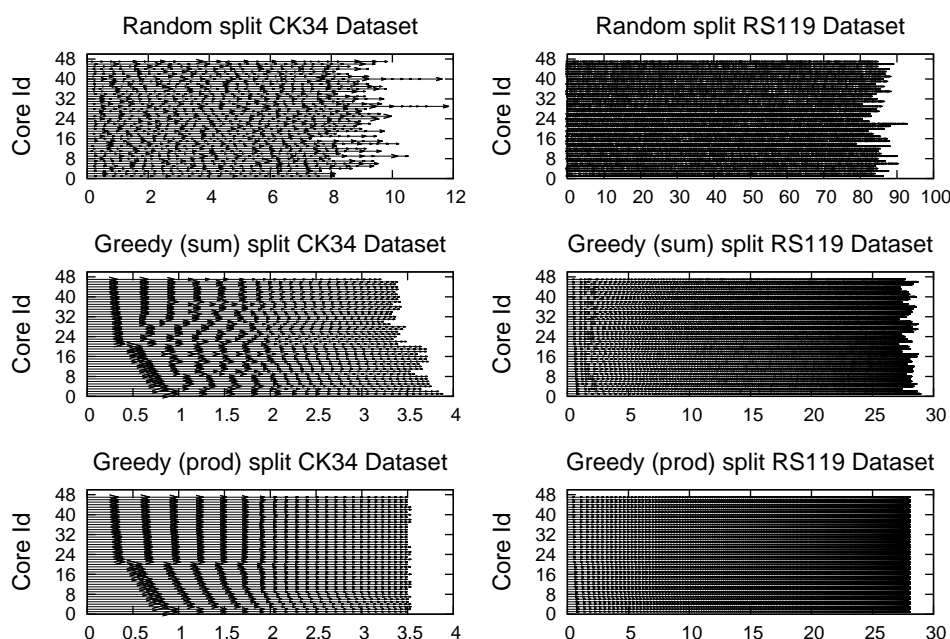 Random split CK34 Dataset
Core Id
48
40
32
24
16
8
0
0 2 4 6 8 10 12
Random split RS119 Dataset
Core Id
48
40
32
24
16
8
0
0 10 20 30 40 50 60 70 80 90 100
Greedy (sum) split CK34 Dataset
Core Id
48
40
32
24
16
8
0
0 0.5 1 1.5 2 2.5 3 3.5 4
Greedy (sum) split RS119 Dataset
Core Id
48
40
32
24
16
8
0
0 5 10 15 20 25 30
Greedy (prod) split CK34 Dataset
Core Id
48
40
32
24
16
8
0
0 0.5 1 1.5 2 2.5 3 3.5 4
Greedy (prod) split RS119 Dataset
Core Id
48
40
32
24
16
8
0
0 5 10 15 20 25 30